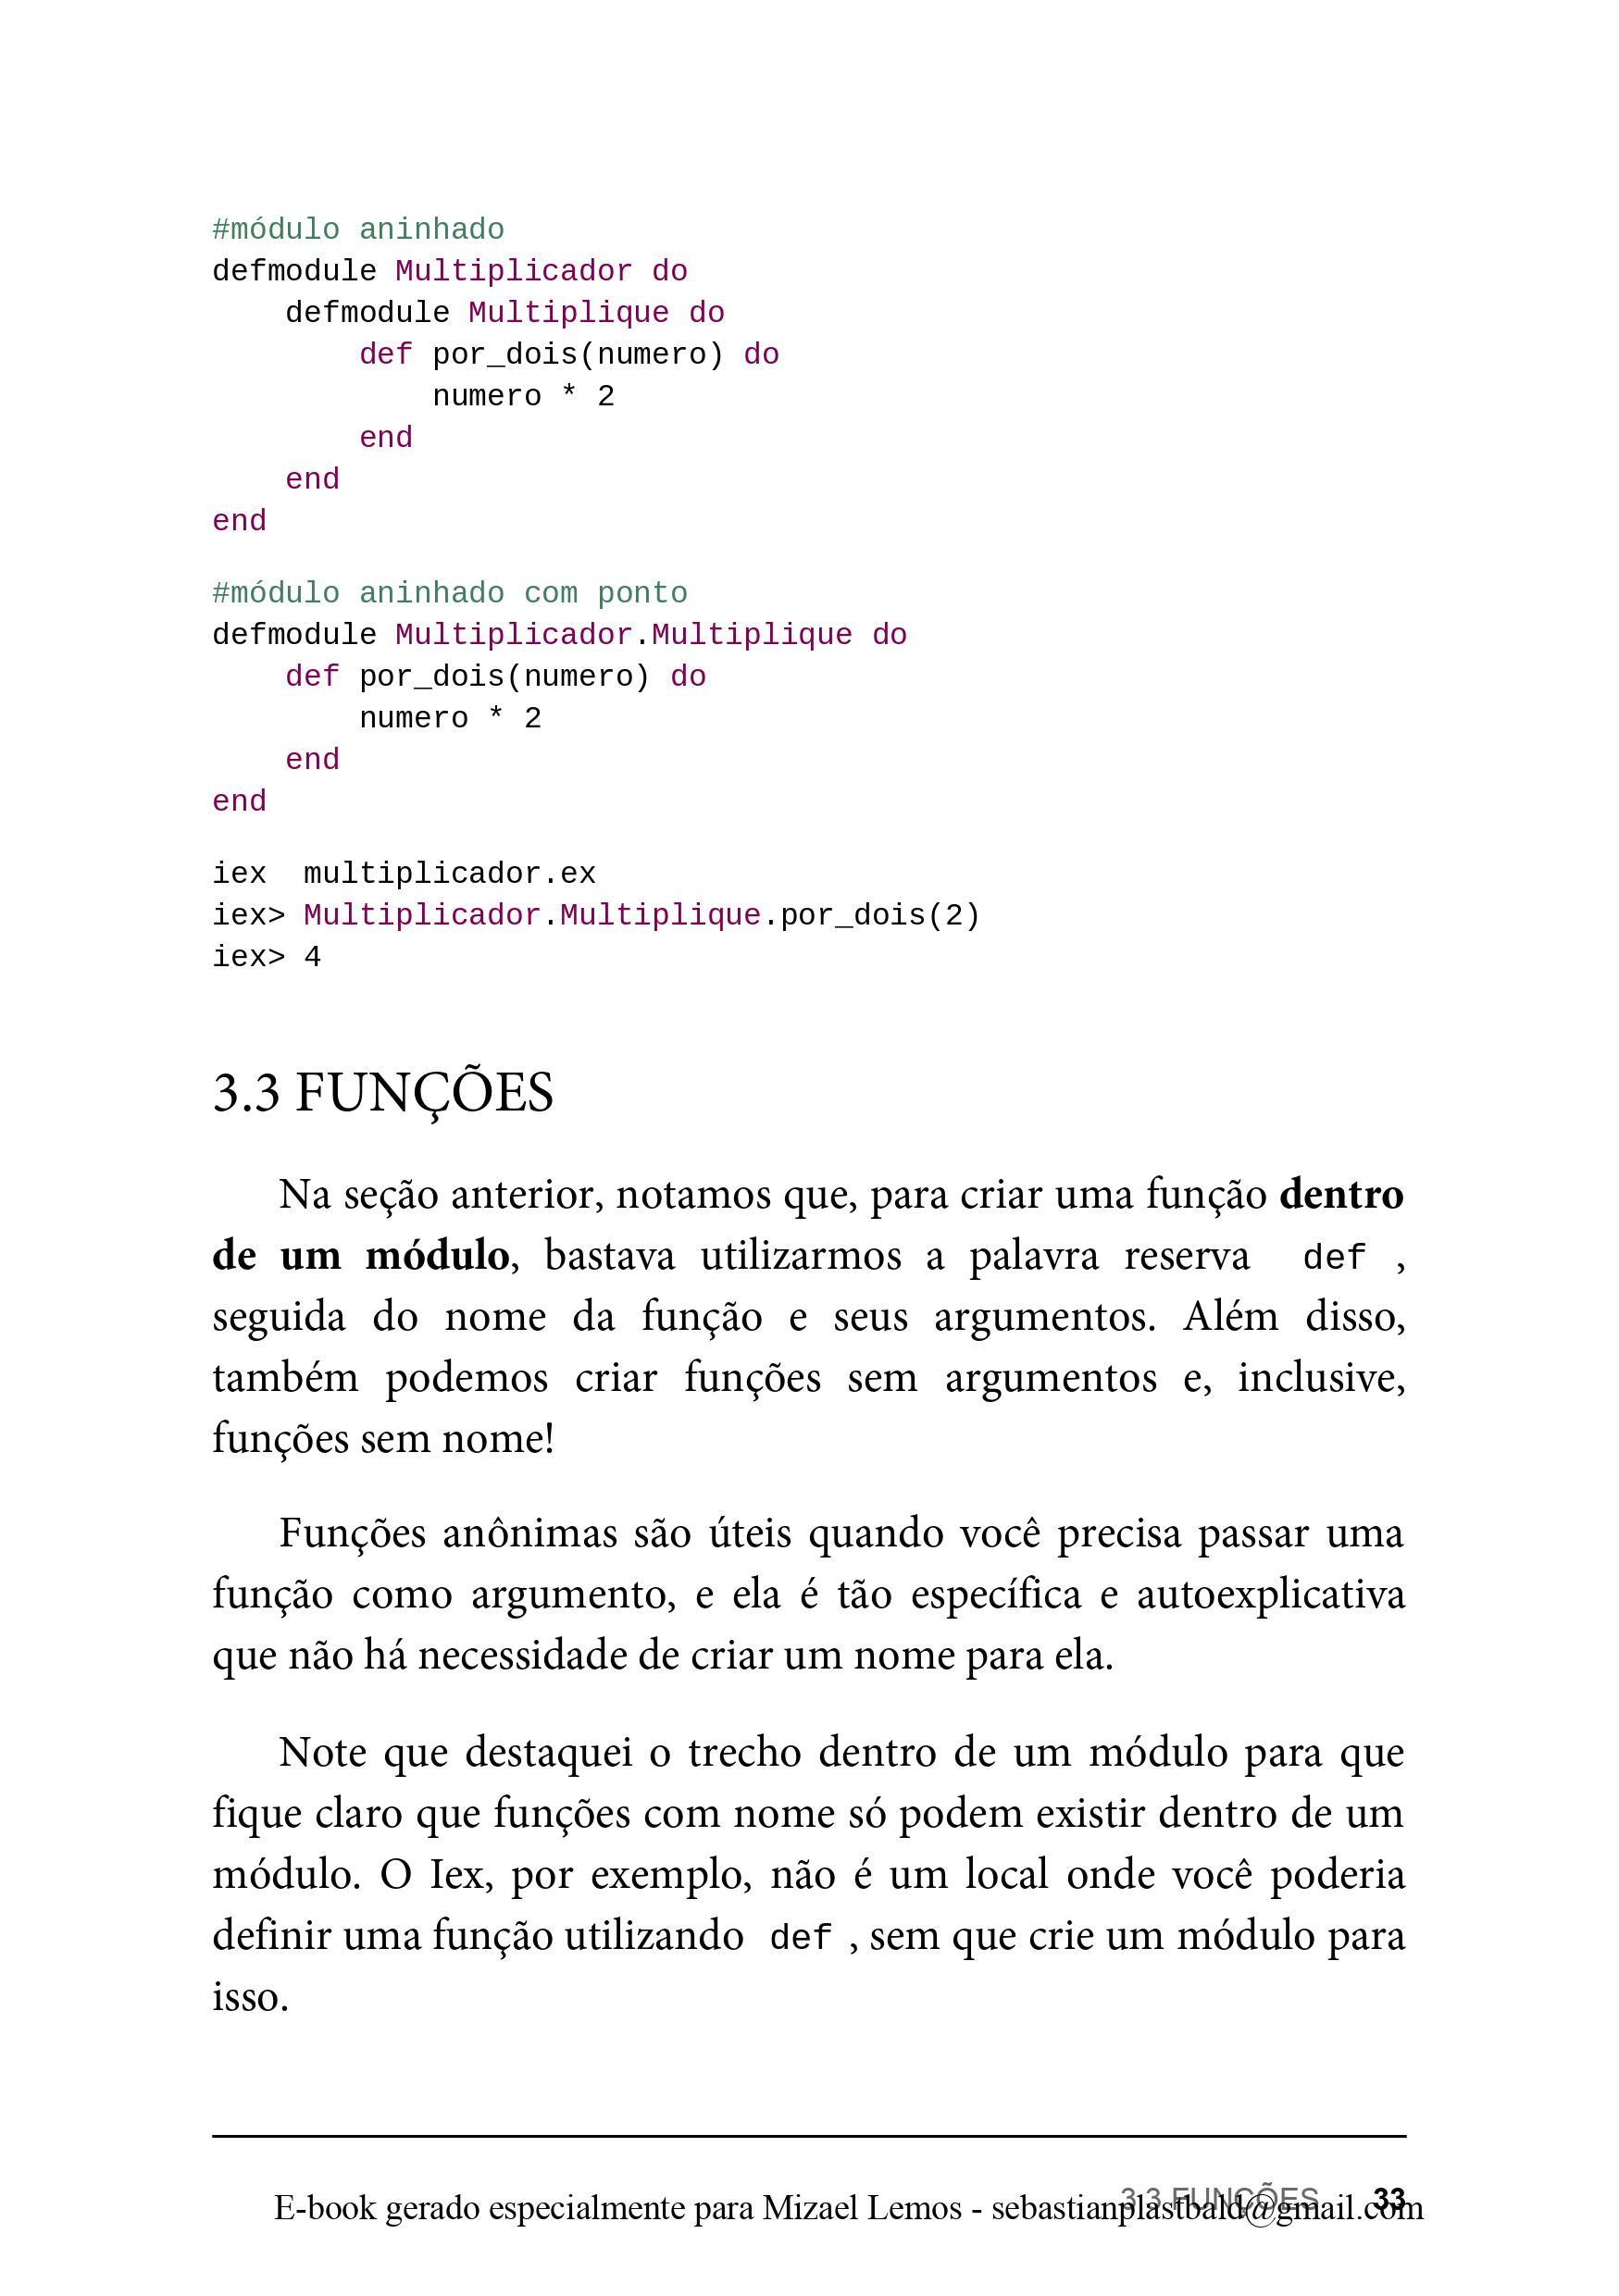 #módulo aninhado
defmodule Multiplicador do
    defmodule Multiplique do
        def por_dois(numero) do
            numero * 2
        end
    end
end
#módulo aninhado com ponto
defmodule Multiplicador.Multiplique do
    def por_dois(numero) do
        numero * 2
    end
end
iex  multiplicador.ex
iex> Multiplicador.Multiplique.por_dois(2)
iex> 4
3.3 FUNÇÕES
Na seção anterior, notamos que, para criar uma função dentro
de um módulo, bastava utilizarmos a palavra reserva def ,
seguida do nome da função e seus argumentos. Além disso,
também podemos criar funções sem argumentos e, inclusive,
funções sem nome!
Funções anônimas são úteis quando você precisa passar uma
função como argumento, e ela é tão específica e autoexplicativa
que não há necessidade de criar um nome para ela.
Note que destaquei o trecho dentro de um módulo para que
fique claro que funções com nome só podem existir dentro de um
módulo. O Iex, por exemplo, não é um local onde você poderia
definir uma função utilizando def , sem que crie um módulo para
isso.
3.3 FUNÇÕES 33
E-book gerado especialmente para Mizael Lemos - sebastianplastbald@gmail.com